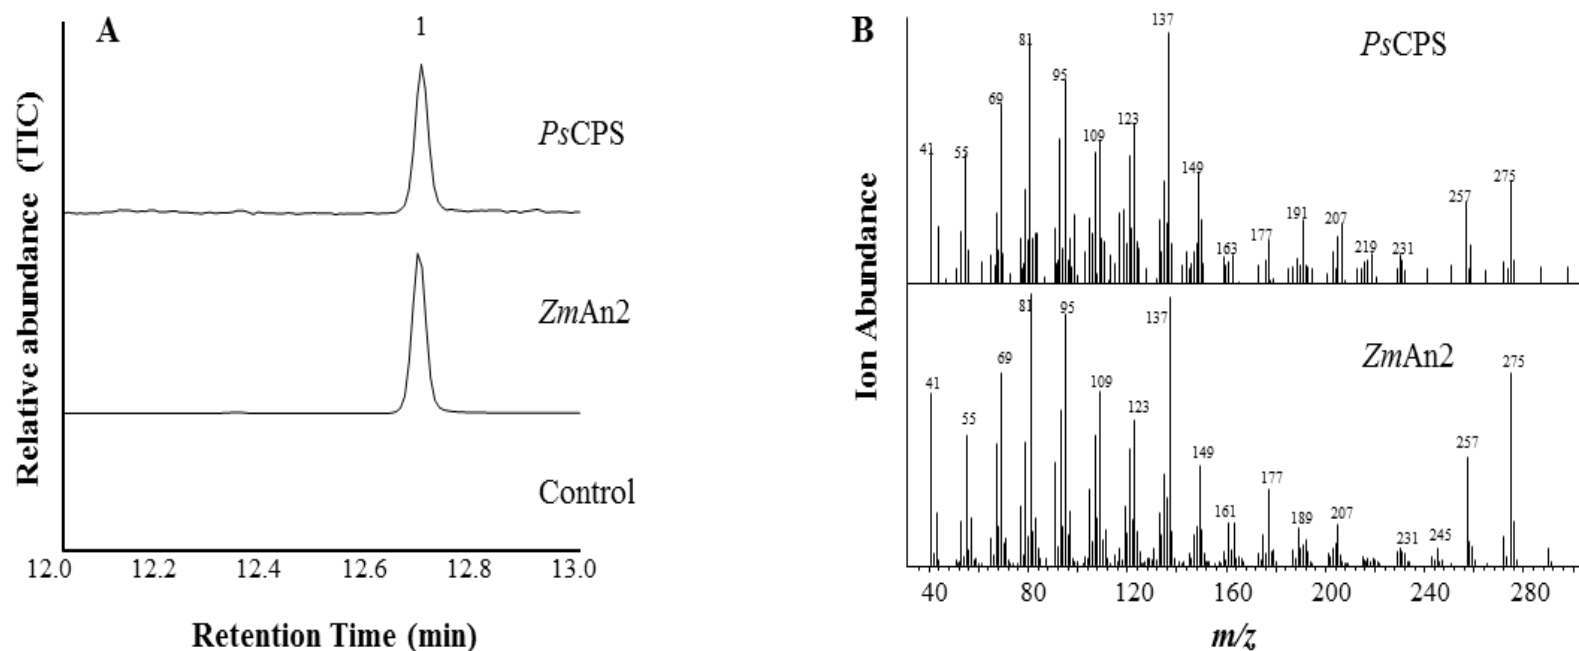 A
1
Relative abundance (TIC)
PsCPS
ZmAn2
Control
12.0 12.2 12.4 12.6 12.8 13.0
Retention Time (min)
B
Ion Abundance
PsCPS
41 55 69 81 95 109 123 137 149 163 177 191 207 219 231 257 275
ZmAn2
41 55 69 81 95 109 123 137 149 161 177 189 207 231 245 257 275
40 80 120 160 200 240 280
m/z